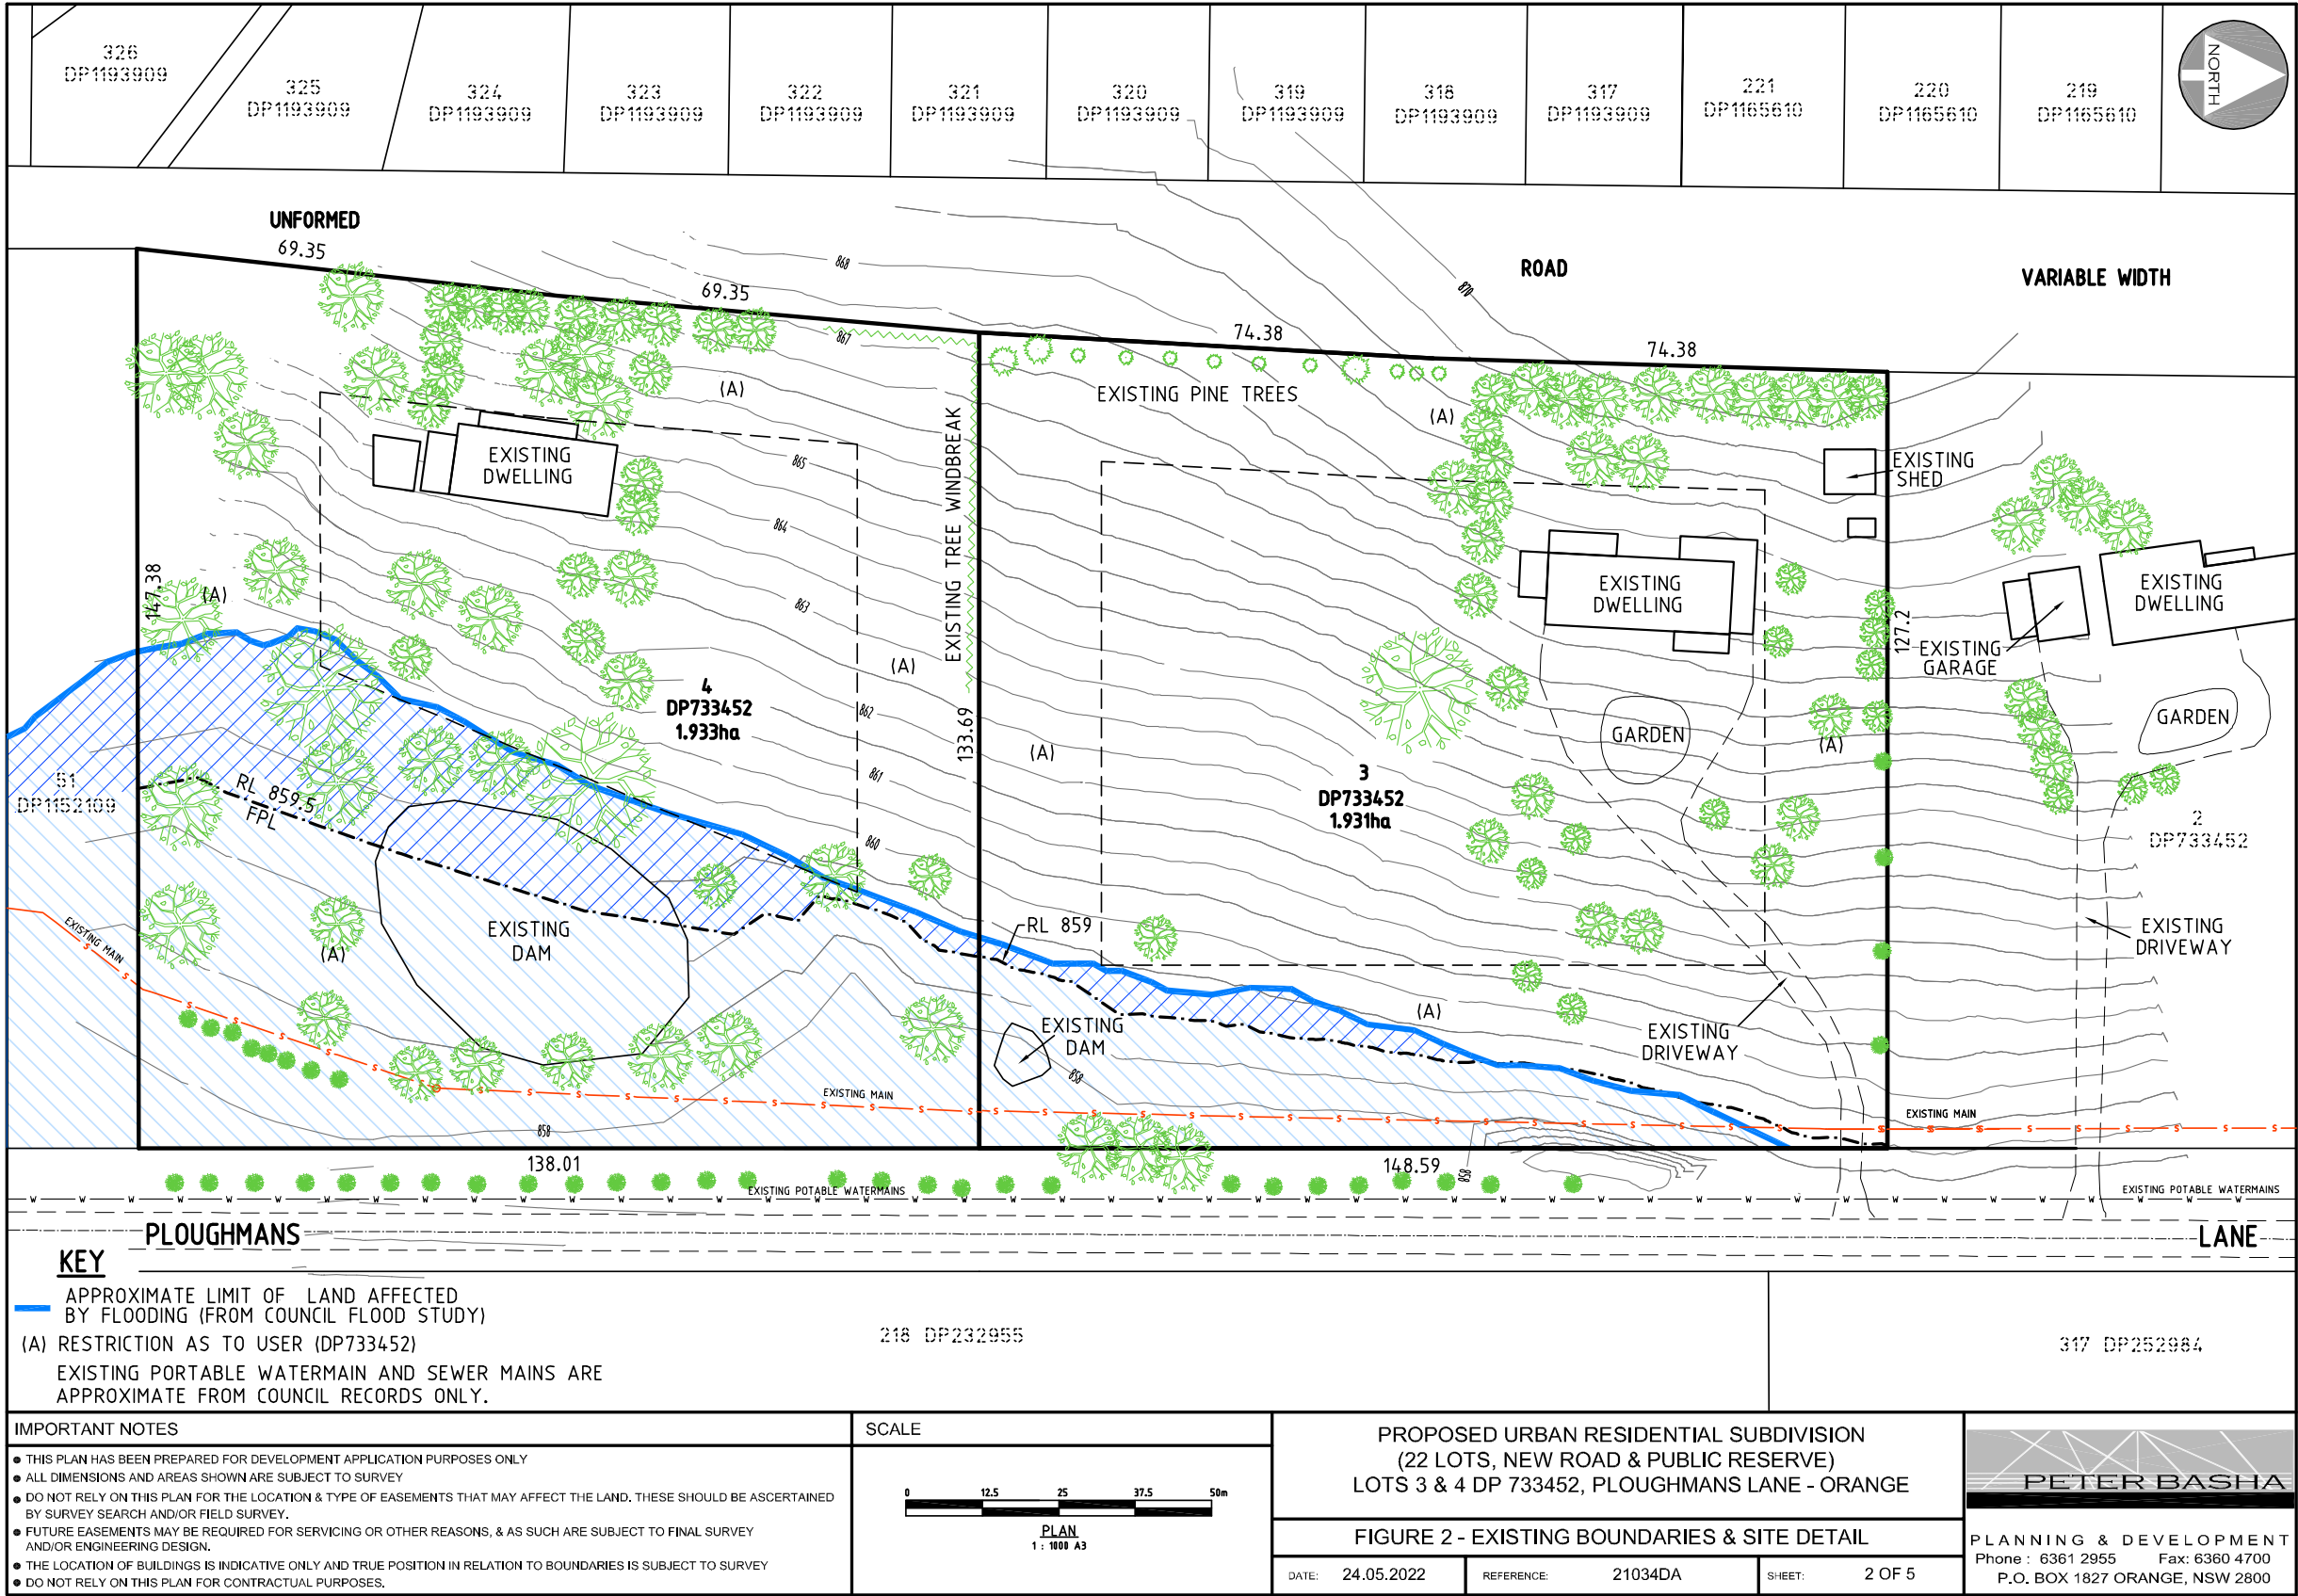 326
DP1193909
325
DP1193909
324
DP1193909
323
DP1193909
322
DP1193909
321
DP1193909
320
DP1193909
319
DP1193909
318
DP1193909
317
DP1193909
221
DP1165610
220
DP1165610
219
DP1165610
NORTH
UNFORMED
ROAD
VARIABLE WIDTH
69.35
69.35
74.38
74.38
868
870
867
865
864
863
862
861
860
858
858
858
(A)
(A)
(A)
(A)
(A)
(A)
(A)
(A)
EXISTING PINE TREES
EXISTING TREE WINDBREAK
EXISTING
DWELLING
EXISTING
SHED
EXISTING
DWELLING
EXISTING
DWELLING
EXISTING
GARAGE
147.38
133.69
127.2
GARDEN
GARDEN
4
DP733452
1.933ha
3
DP733452
1.931ha
2
DP733452
51
DP1152109
RL 859.5
FPL
RL 859
EXISTING
DAM
EXISTING
DAM
EXISTING
DRIVEWAY
EXISTING
DRIVEWAY
EXISTING MAIN
EXISTING MAIN
EXISTING MAIN
138.01
148.59
EXISTING POTABLE WATERMAINS
EXISTING POTABLE WATERMAINS
PLOUGHMANS
LANE
218 DP232955
317 DP252984
KEY
APPROXIMATE LIMIT OF LAND AFFECTED
BY FLOODING (FROM COUNCIL FLOOD STUDY)
(A) RESTRICTION AS TO USER (DP733452)
EXISTING PORTABLE WATERMAIN AND SEWER MAINS ARE
APPROXIMATE FROM COUNCIL RECORDS ONLY.
IMPORTANT NOTES
THIS PLAN HAS BEEN PREPARED FOR DEVELOPMENT APPLICATION PURPOSES ONLY
ALL DIMENSIONS AND AREAS SHOWN ARE SUBJECT TO SURVEY
DO NOT RELY ON THIS PLAN FOR THE LOCATION & TYPE OF EASEMENTS THAT MAY AFFECT THE LAND. THESE SHOULD BE ASCERTAINED
BY SURVEY SEARCH AND/OR FIELD SURVEY.
FUTURE EASEMENTS MAY BE REQUIRED FOR SERVICING OR OTHER REASONS, & AS SUCH ARE SUBJECT TO FINAL SURVEY
AND/OR ENGINEERING DESIGN.
THE LOCATION OF BUILDINGS IS INDICATIVE ONLY AND TRUE POSITION IN RELATION TO BOUNDARIES IS SUBJECT TO SURVEY
DO NOT RELY ON THIS PLAN FOR CONTRACTUAL PURPOSES.
SCALE
0 12.5 25 37.5 50m
PLAN
1 : 1000 A3
PROPOSED URBAN RESIDENTIAL SUBDIVISION
(22 LOTS, NEW ROAD & PUBLIC RESERVE)
LOTS 3 & 4 DP 733452, PLOUGHMANS LANE - ORANGE
FIGURE 2 - EXISTING BOUNDARIES & SITE DETAIL
DATE: 24.05.2022
REFERENCE: 21034DA
SHEET: 2 OF 5
PETER BASHA
PLANNING & DEVELOPMENT
Phone : 6361 2955 Fax: 6360 4700
P.O. BOX 1827 ORANGE, NSW 2800